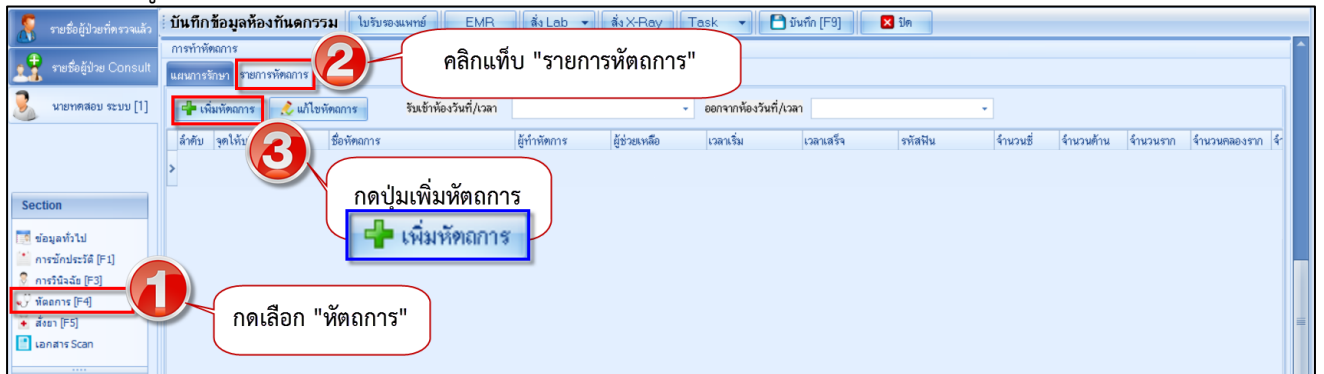 รายชื่อผู้ป่วยที่ตรวจแล้ว
รายชื่อผู้ป่วย Consult
นายทดสอบ ระบบ [1]
บันทึกข้อมูลห้องทันตกรรม ใบรับรองแพทย์ EMR สั่ง Lab สั่ง X-Ray Task บันทึก [F9] ปิด
การทำหัตถการ
แผนการรักษา รายการหัตถการ
2
คลิกแท็บ "รายการหัตถการ"
เพิ่มหัตถการ แก้ไขหัตถการ รับเข้าห้องวันที่/เวลา ออกจากห้องวันที่/เวลา
ลำดับ จุดให้บ ชื่อหัตถการ ผู้ทำหัตการ ผู้ช่วยเหลือ เวลาเริ่ม เวลาเสร็จ รหัสฟัน จำนวนซี่ จำนวนด้าน จำนวนราก จำนวนคลองราก จำ
3
กดปุ่มเพิ่มหัตถการ
เพิ่มหัตถการ
Section
ข้อมูลทั่วไป
การซักประวัติ [F1]
การวินิจฉัย [F3]
หัตถการ [F4]
สั่งยา [F5]
เอกสาร Scan
1
กดเลือก "หัตถการ"